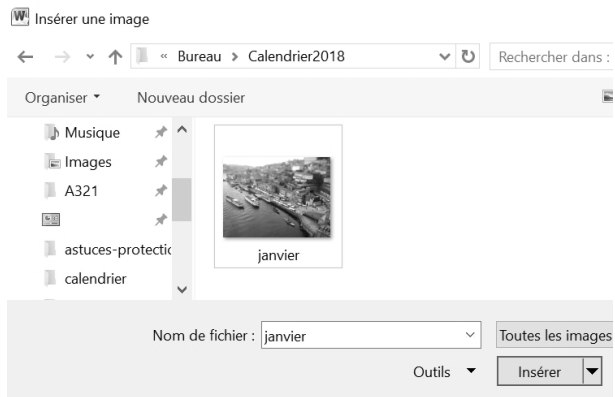 Insérer une image
« Bureau > Calendrier2018
Rechercher dans :
Organiser
Nouveau dossier
Musique
Images
A321
astuces-protectic
calendrier
janvier
Nom de fichier :
janvier
Toutes les images
Outils
Insérer